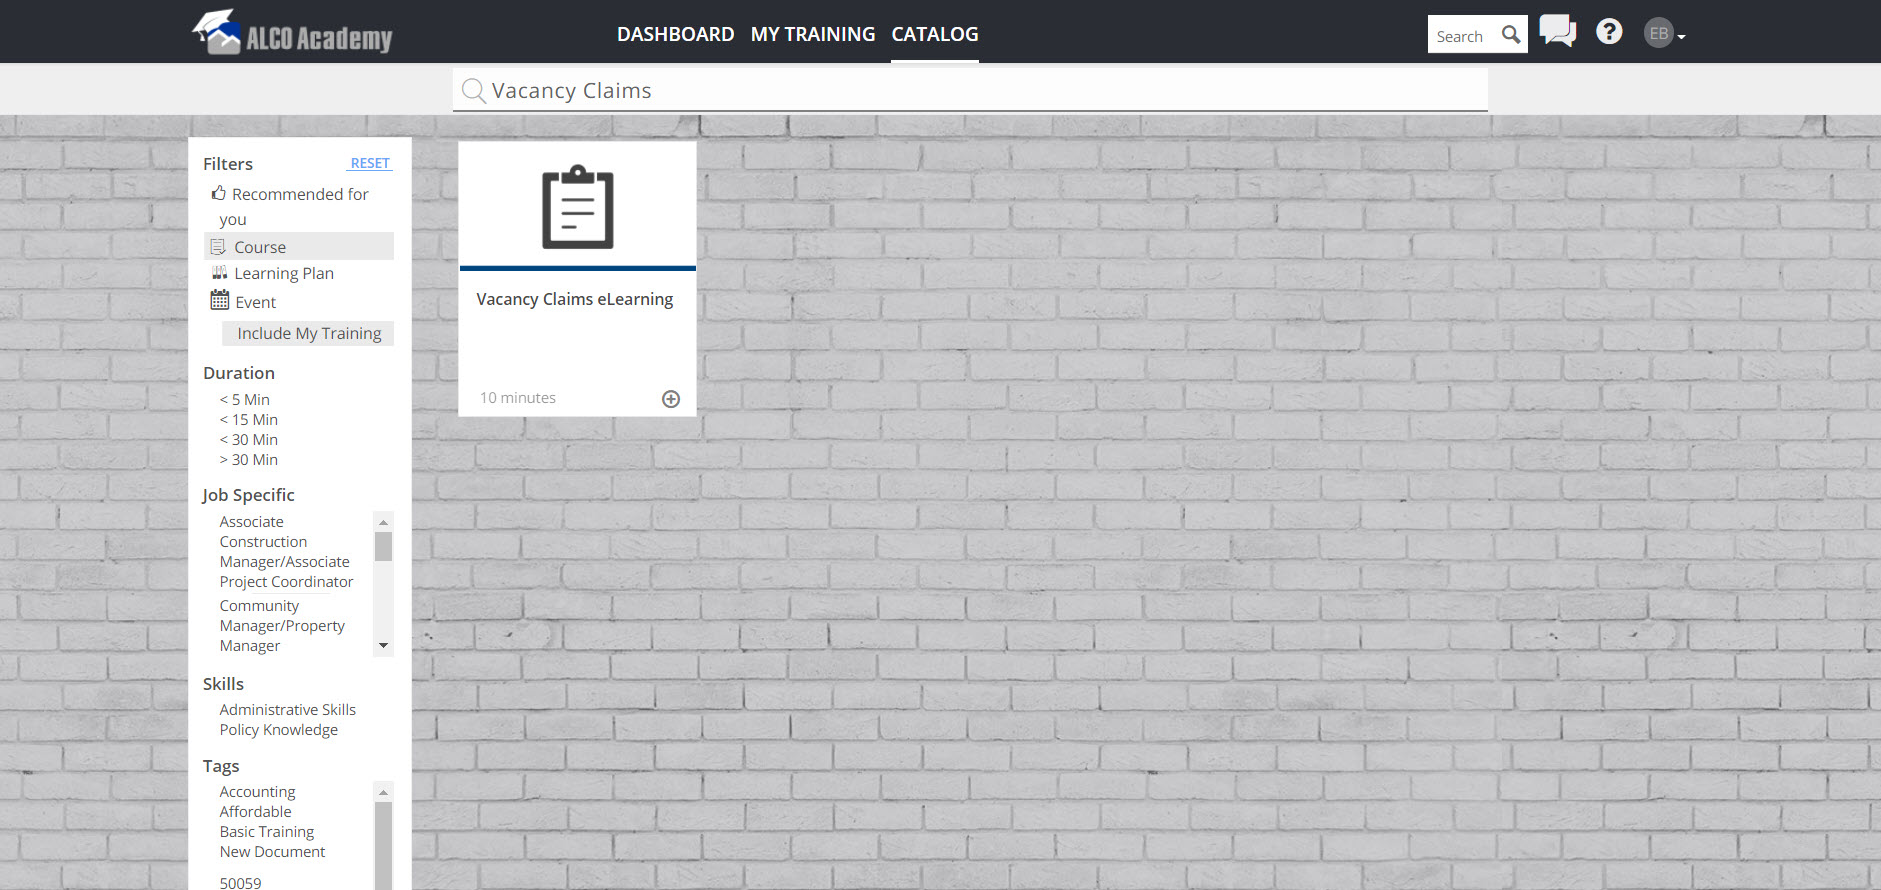 ALCO Academy
DASHBOARD MY TRAINING CATALOG
Search
EB
Vacancy Claims
Filters RESET
Recommended for
you
Course
Learning Plan
Event
Include My Training
Duration
< 5 Min
< 15 Min
< 30 Min
> 30 Min
Job Specific
Associate
Construction
Manager/Associate
Project Coordinator
Community
Manager/Property
Manager
Skills
Administrative Skills
Policy Knowledge
Tags
Accounting
Affordable
Basic Training
New Document
50059
Vacancy Claims eLearning
10 minutes